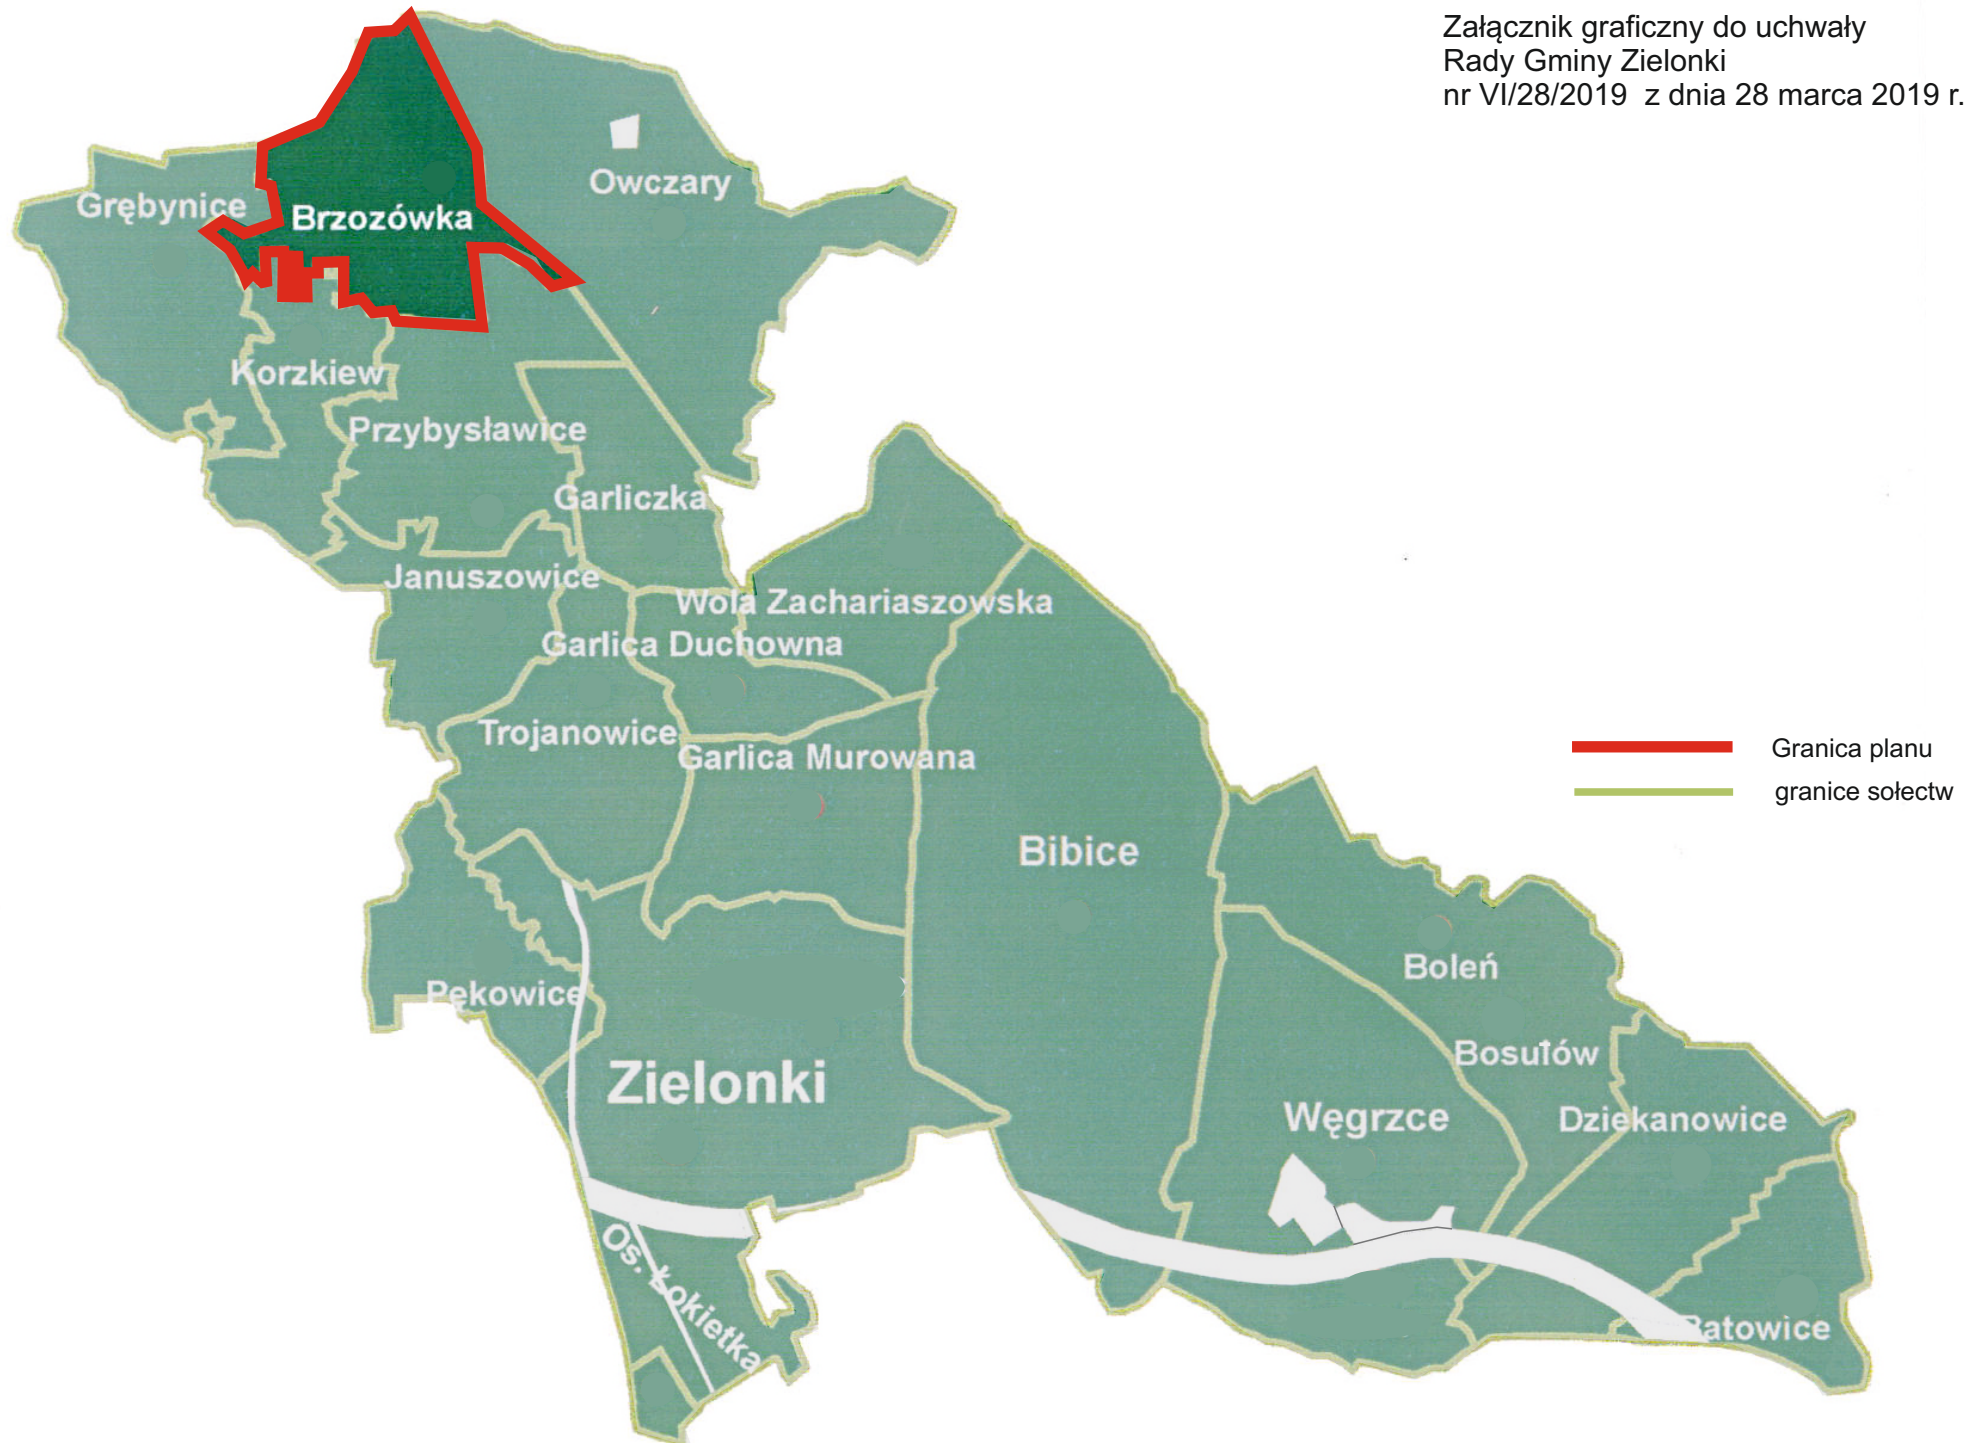 Załącznik graficzny do uchwały
Rady Gminy Zielonki
nr VI/28/2019 z dnia 28 marca 2019 r.
Owczary
Grębynice
Brzozówka
Korzkiew
Przybysławice
Garliczka
Januszowice
Wola Zachariaszowska
Garlica Duchowna
Trojanowice
Garlica Murowana
Granica planu
granice sołectw
Bibice
Boleń
Pękowice
Bosutów
Zielonki
Węgrzce
Dziekanowice
Os. Łokietka
Batowice